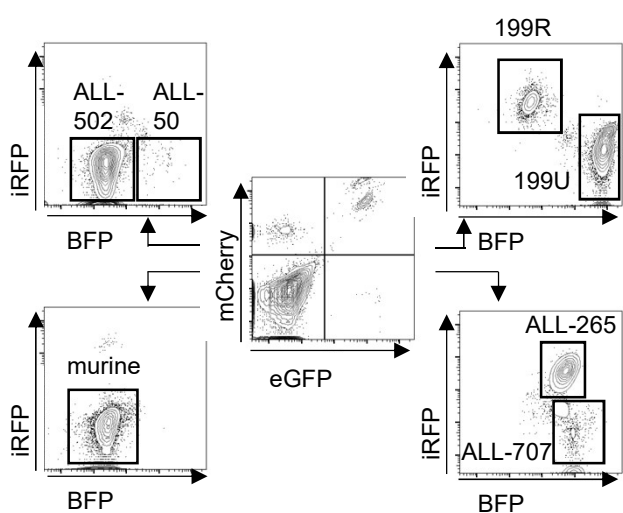 199R
ALL-
502
ALL-
50
iRFP
BFP
199U
iRFP
BFP
mCherry
eGFP
murine
iRFP
BFP
ALL-265
ALL-707
iRFP
BFP